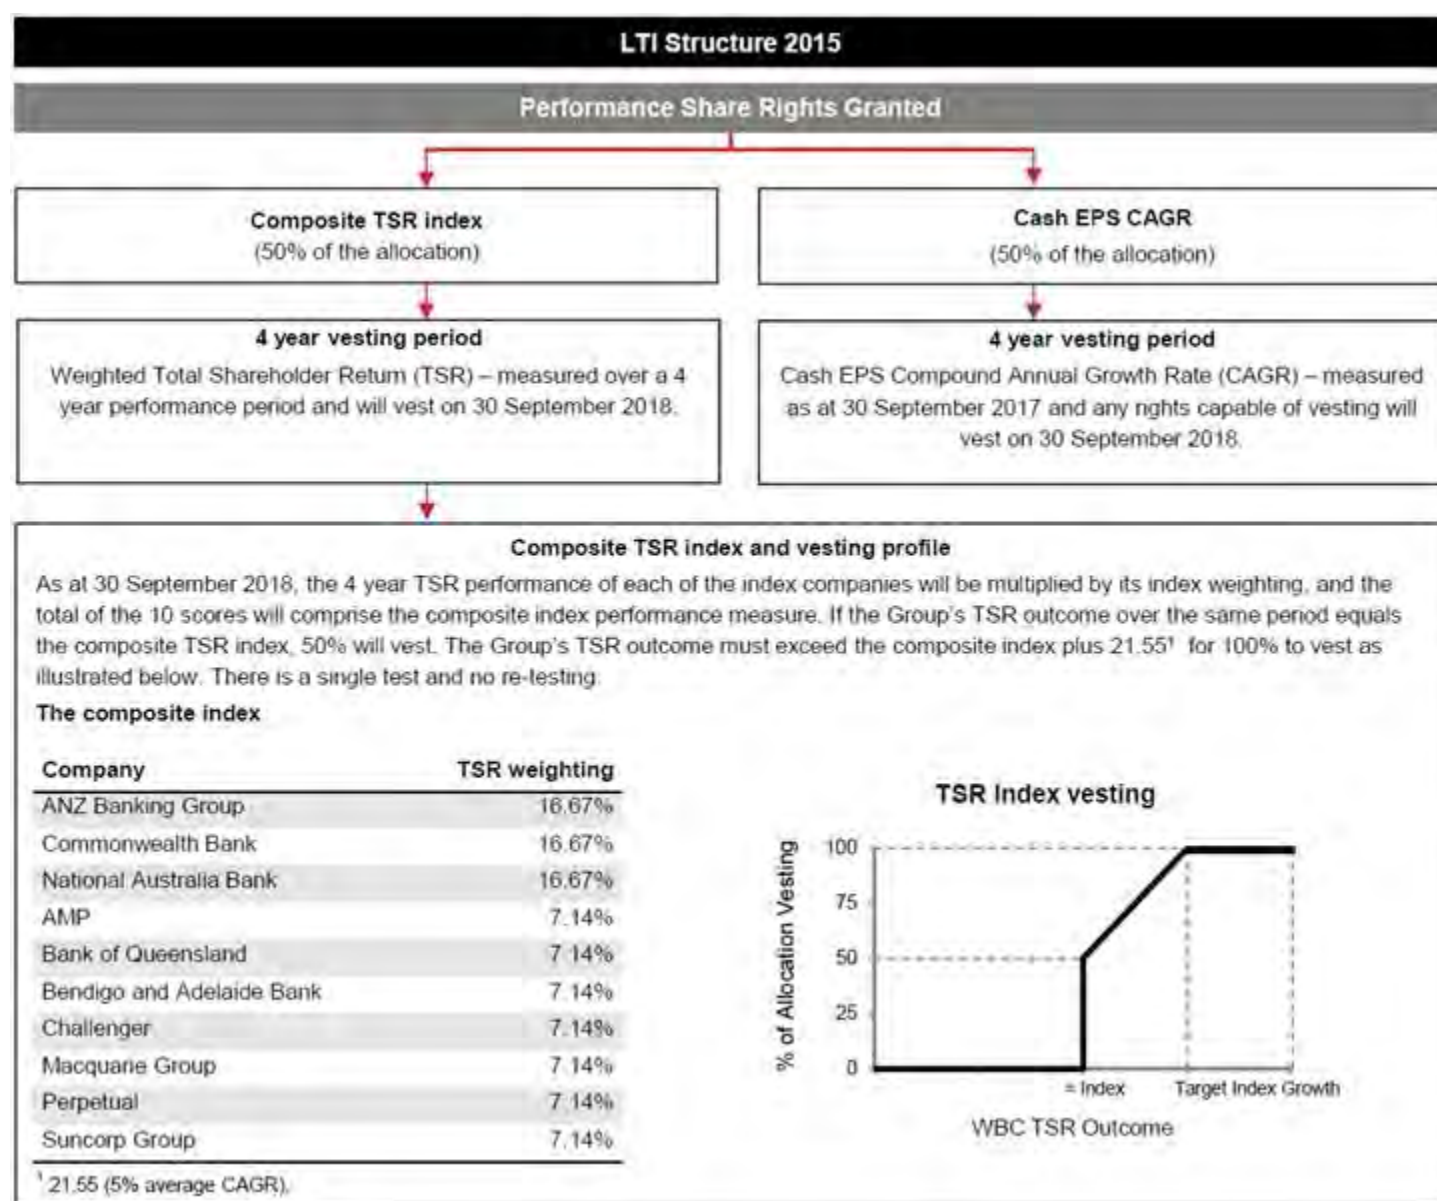 LTI Structure 2015
Performance Share Rights Granted
Composite TSR index
(50% of the allocation)
Cash EPS CAGR
(50% of the allocation)
4 year vesting period
Weighted Total Shareholder Return (TSR) – measured over a 4
year performance period and will vest on 30 September 2018.
4 year vesting period
Cash EPS Compound Annual Growth Rate (CAGR) – measured
as at 30 September 2017 and any rights capable of vesting will
vest on 30 September 2018.
Composite TSR index and vesting profile
As at 30 September 2018, the 4 year TSR performance of each of the index companies will be multiplied by its index weighting, and the
total of the 10 scores will comprise the composite index performance measure. If the Group's TSR outcome over the same period equals
the composite TSR index, 50% will vest. The Group's TSR outcome must exceed the composite index plus 21.55¹ for 100% to vest as
illustrated below. There is a single test and no re-testing.
The composite index
Company TSR weighting
ANZ Banking Group 16.67%
Commonwealth Bank 16.67%
National Australia Bank 16.67%
AMP 7.14%
Bank of Queensland 7.14%
Bendigo and Adelaide Bank 7.14%
Challenger 7.14%
Macquarie Group 7.14%
Perpetual 7.14%
Suncorp Group 7.14%
¹ 21.55 (5% average CAGR).
TSR Index vesting
% of Allocation Vesting
100
75
50
25
0
= Index Target Index Growth
WBC TSR Outcome